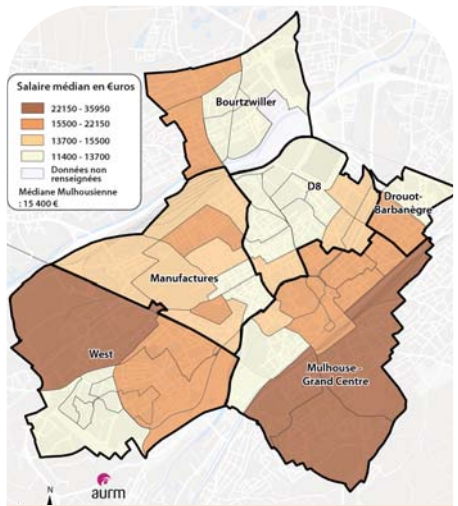 Salaire médian en €uros
22150 - 35950
15500 - 22150
13700 - 15500
11400 - 13700
Données non
renseignées
Médiane Mulhousienne
: 15 400 €
Bourtzwiller
D8
Drouot-
Barbanègre
Manufactures
West
Mulhouse -
Grand Centre
N
aurm